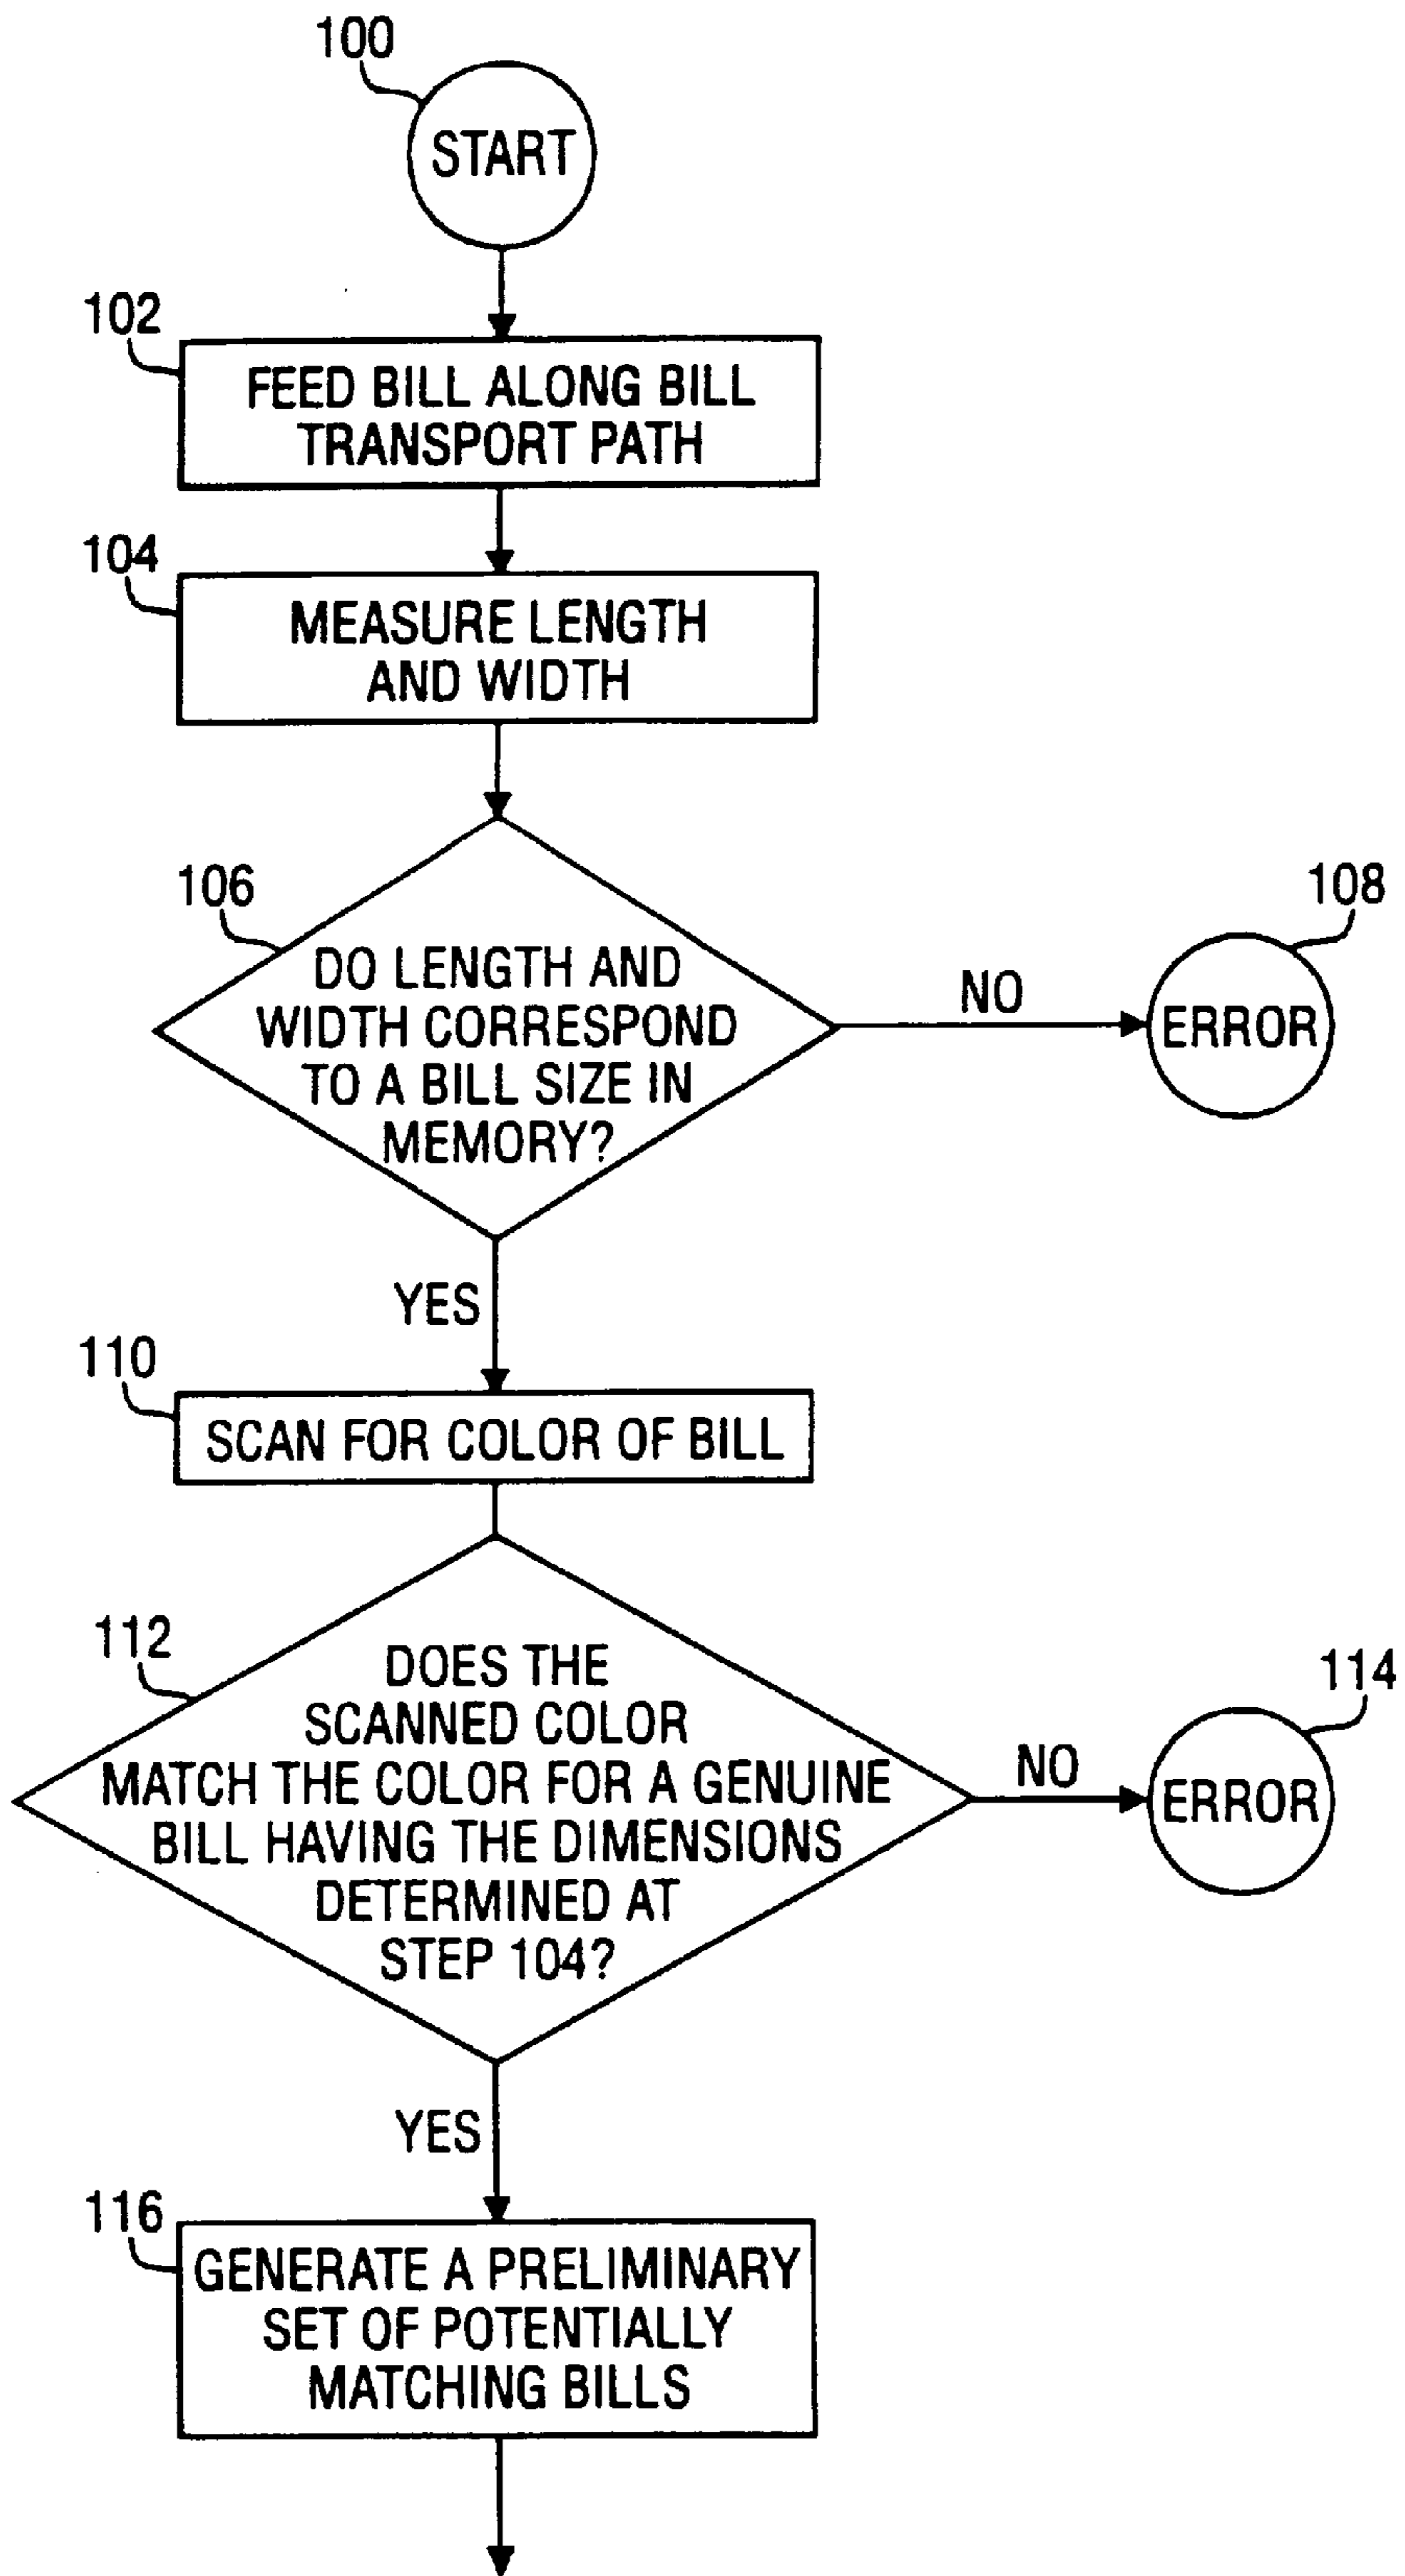 100
START
102
FEED BILL ALONG BILL
TRANSPORT PATH
104
MEASURE LENGTH
AND WIDTH
106
DO LENGTH AND
WIDTH CORRESPOND
TO A BILL SIZE IN
MEMORY?
NO
108
ERROR
YES
110
SCAN FOR COLOR OF BILL
112
DOES THE
SCANNED COLOR
MATCH THE COLOR FOR A GENUINE
BILL HAVING THE DIMENSIONS
DETERMINED AT
STEP 104?
NO
114
ERROR
YES
116
GENERATE A PRELIMINARY
SET OF POTENTIALLY
MATCHING BILLS